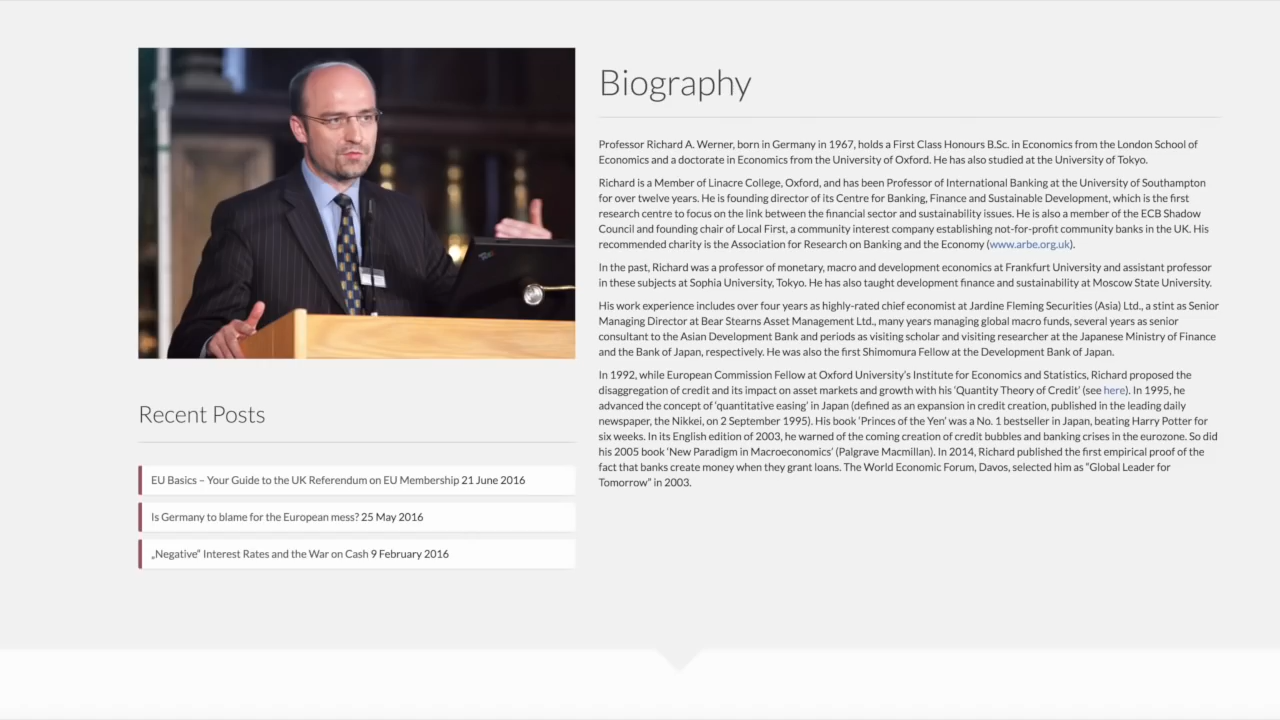 Biography
Professor Richard A. Werner, born in Germany in 1967, holds a First Class Honours B.Sc. in Economics from the London School of
Economics and a doctorate in Economics from the University of Oxford. He has also studied at the University of Tokyo.
Richard is a Member of Linacre College, Oxford, and has been Professor of International Banking at the University of Southampton
for over twelve years. He is founding director of its Centre for Banking, Finance and Sustainable Development, which is the first
research centre to focus on the link between the financial sector and sustainability issues. He is also a member of the ECB Shadow
Council and founding chair of Local First, a community interest company establishing not-for-profit community banks in the UK. His
recommended charity is the Association for Research on Banking and the Economy (www.arbe.org.uk).
In the past, Richard was a professor of monetary, macro and development economics at Frankfurt University and assistant professor
in these subjects at Sophia University, Tokyo. He has also taught development finance and sustainability at Moscow State University.
His work experience includes over four years as highly-rated chief economist at Jardine Fleming Securities (Asia) Ltd., a stint as Senior
Managing Director at Bear Stearns Asset Management Ltd., many years managing global macro funds, several years as senior
consultant to the Asian Development Bank and periods as visiting scholar and visiting researcher at the Japanese Ministry of Finance
and the Bank of Japan, respectively. He was also the first Shimomura Fellow at the Development Bank of Japan.
In 1992, while European Commission Fellow at Oxford University's Institute for Economics and Statistics, Richard proposed the
disaggregation of credit and its impact on asset markets and growth with his 'Quantity Theory of Credit' (see here). In 1995, he
advanced the concept of 'quantitative easing' in Japan (defined as an expansion in credit creation, published in the leading daily
newspaper, the Nikkei, on 2 September 1995). His book 'Princes of the Yen' was a No. 1 bestseller in Japan, beating Harry Potter for
six weeks. In its English edition of 2003, he warned of the coming creation of credit bubbles and banking crises in the eurozone. So did
his 2005 book 'New Paradigm in Macroeconomics' (Palgrave Macmillan). In 2014, Richard published the first empirical proof of the
fact that banks create money when they grant loans. The World Economic Forum, Davos, selected him as "Global Leader for
Tomorrow" in 2003.
Recent Posts
EU Basics – Your Guide to the UK Referendum on EU Membership 21 June 2016
Is Germany to blame for the European mess? 25 May 2016
„Negative" Interest Rates and the War on Cash 9 February 2016